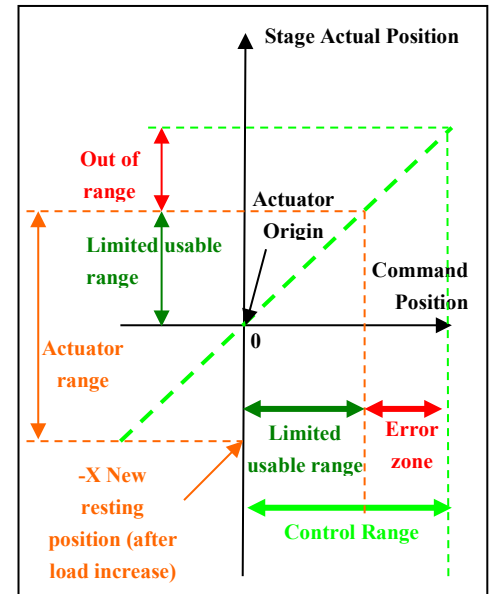 Stage Actual Position
Out of
range
Actuator
Origin
Limited usable
range
Command
Position
0
Actuator
range
Limited
usable range
Error
zone
-X New
resting
position (after
load increase)
Control Range